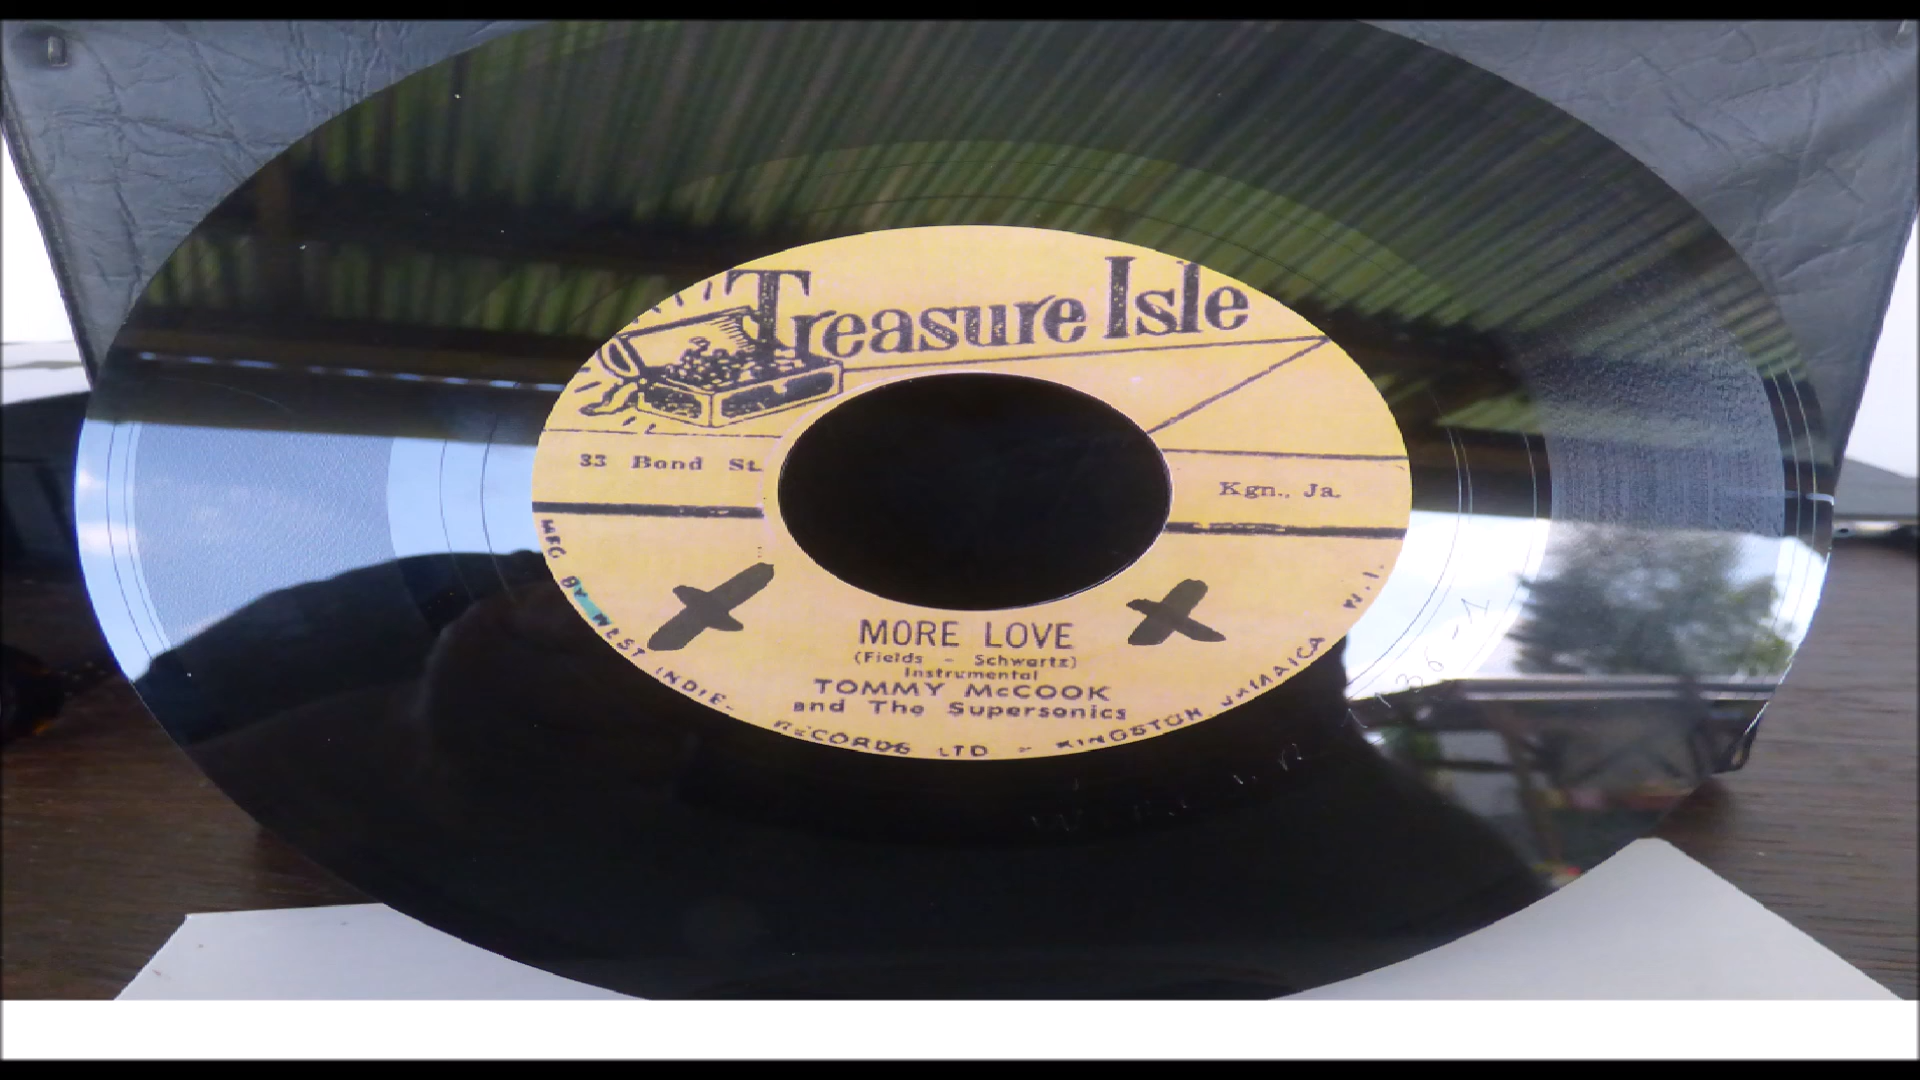 Treasure Isle
33 Bond St.
Kgn., Ja.
MORE LOVE
(Fields - Schwartz)
Instrumental
TOMMY McCOOK
and The Supersonics
MFG BY WEST INDIE- RECORDS LTD - KINGSTON, JAMAICA W.I.